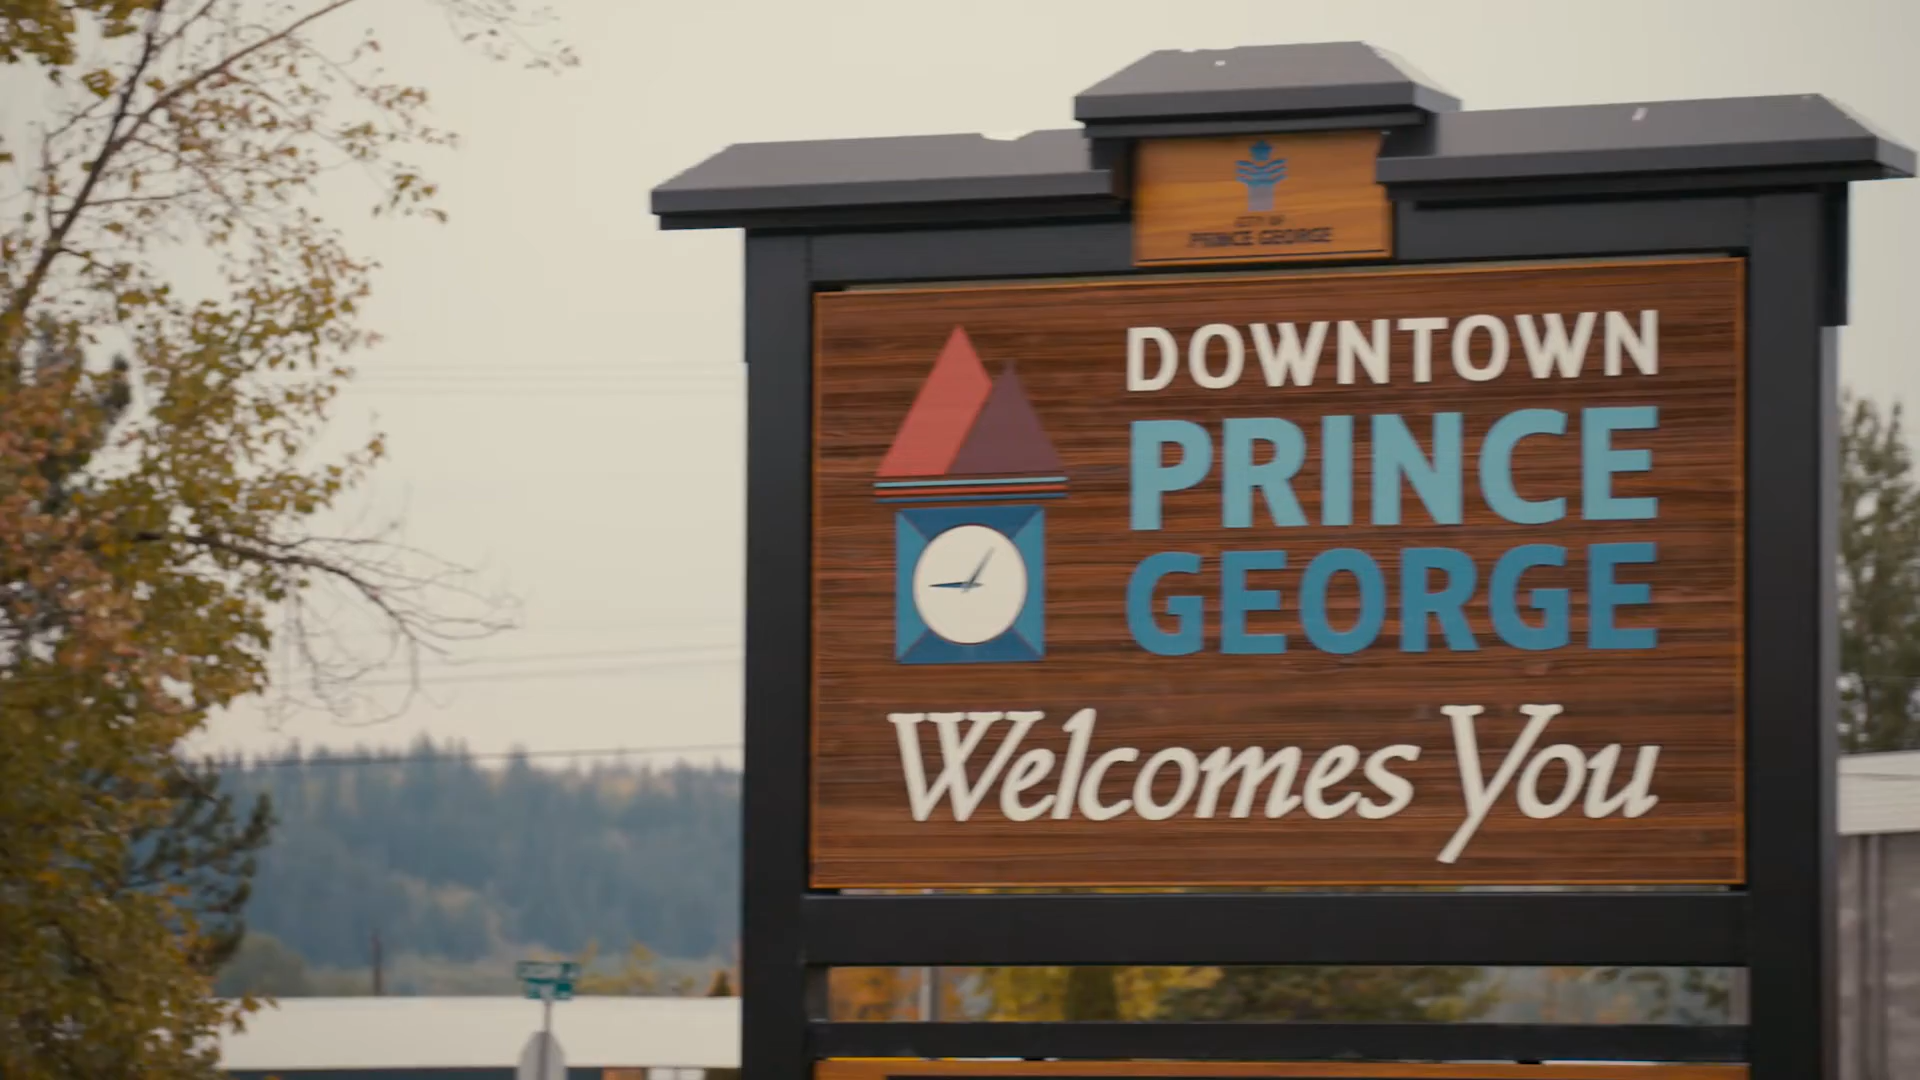 CITY OF
PRINCE GEORGE
DOWNTOWN
PRINCE
GEORGE
Welcomes You